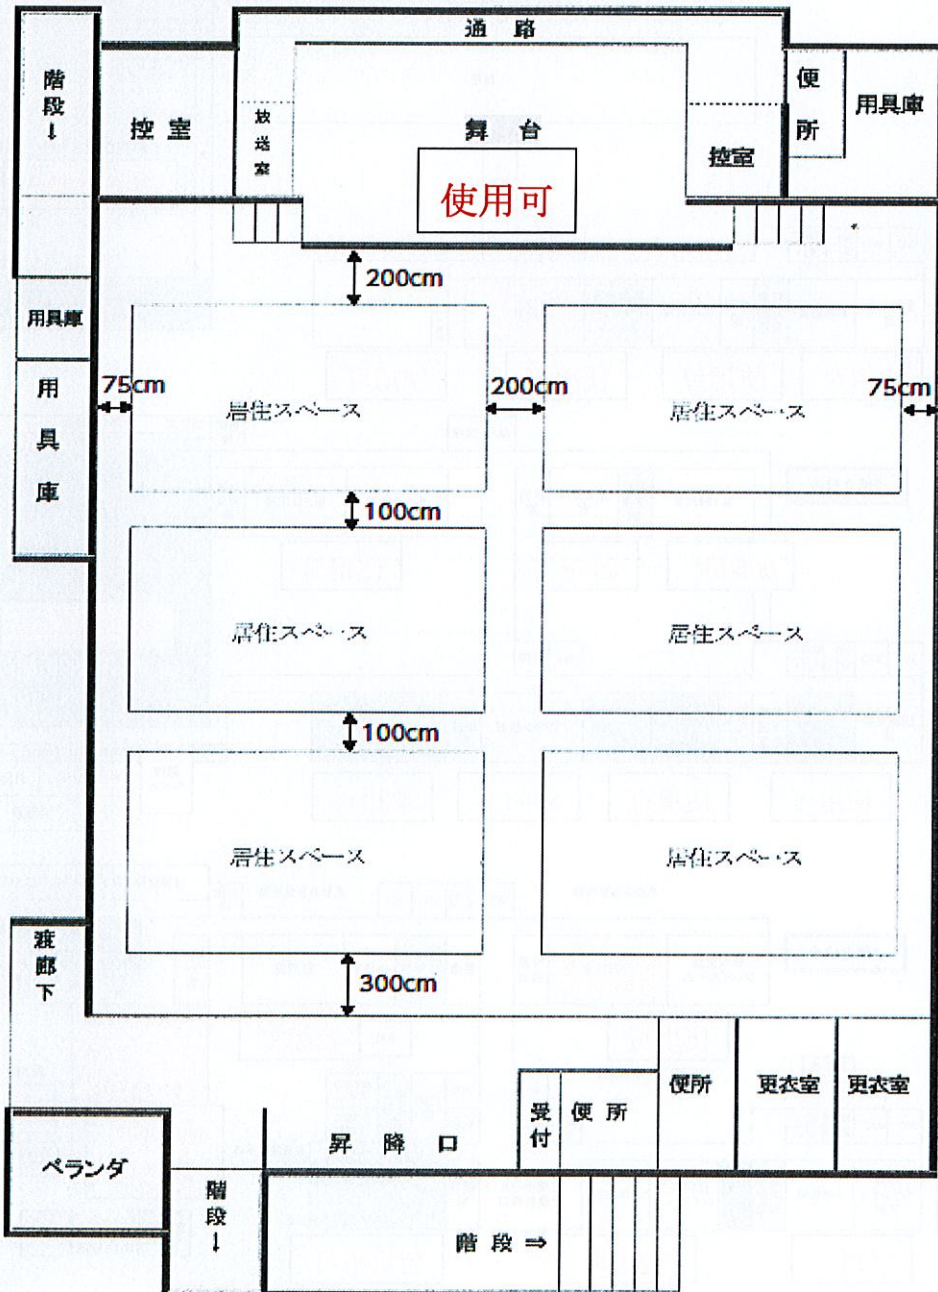 通路
階段↓
控室
放送室
舞台
控室
便所
用具庫
使用可
200cm
用具庫
用具庫
75cm
居住スペース
200cm
居住スペース
75cm
100cm
居住スペース
居住スペース
100cm
居住スペース
居住スペース
渡廊下
300cm
便所
更衣室
更衣室
受付
便所
昇降口
ベランダ
階段↓
階段⇒